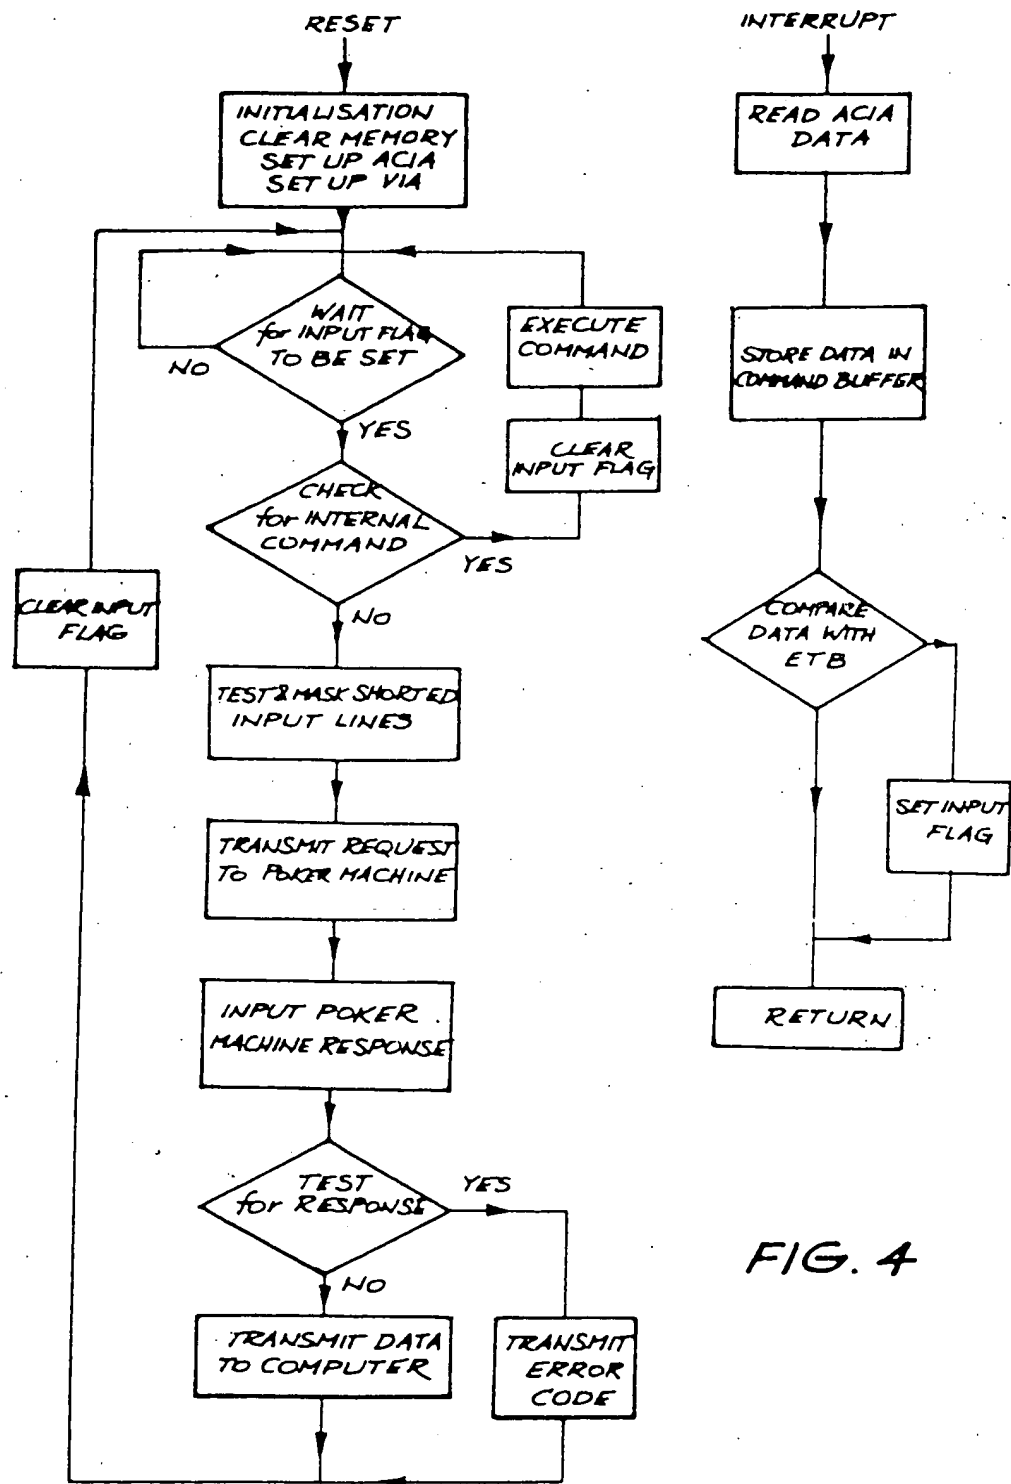 RESET
INITIALISATION
CLEAR MEMORY
SET UP ACIA
SET UP VIA
WAIT
for INPUT FLAG
TO BE SET
NO
YES
EXECUTE
COMMAND
CLEAR
INPUT FLAG
CHECK
for INTERNAL
COMMAND
YES
NO
CLEAR INPUT
FLAG
TEST & MASK SHORTED
INPUT LINES
TRANSMIT REQUEST
TO POKER MACHINE
INPUT POKER
MACHINE RESPONSE
TEST
for RESPONSE
YES
NO
TRANSMIT DATA
TO COMPUTER
TRANSMIT
ERROR
CODE
INTERRUPT
READ ACIA
DATA
STORE DATA IN
COMMAND BUFFER
COMPARE
DATA WITH
ETB
SET INPUT
FLAG
RETURN
FIG. 4